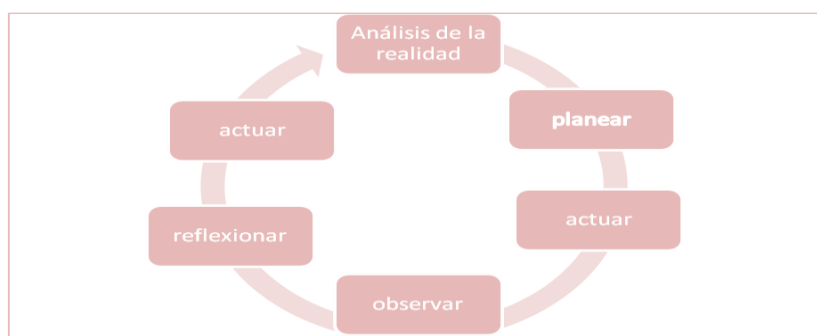 Análisis de la
realidad
planear
actuar
observar
reflexionar
actuar